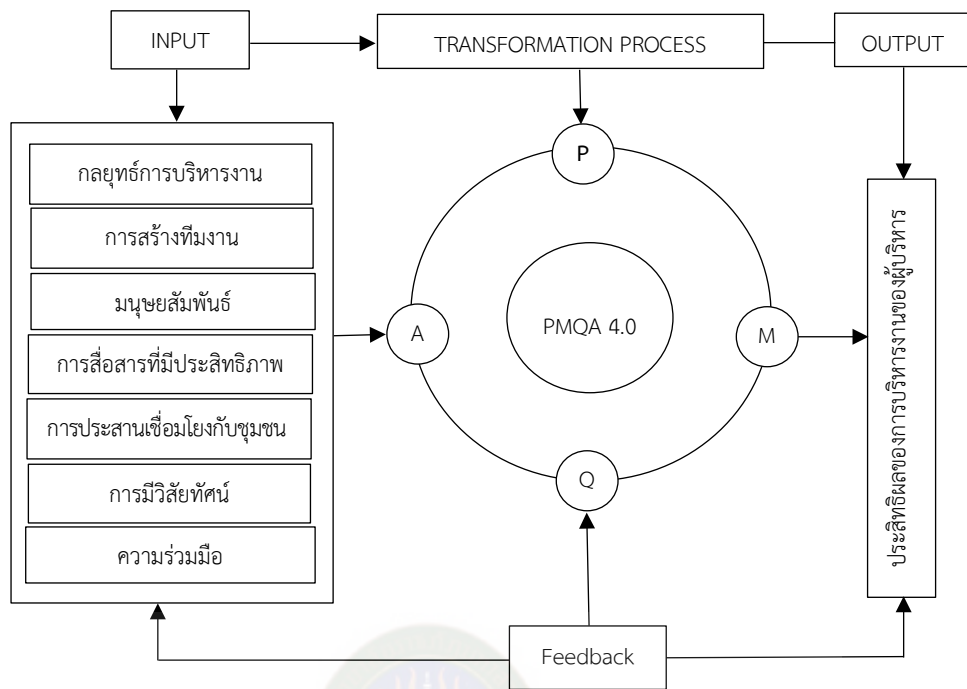 INPUT
TRANSFORMATION PROCESS
OUTPUT
กลยุทธ์การบริหารงาน
การสร้างทีมงาน
มนุษยสัมพันธ์
การสื่อสารที่มีประสิทธิภาพ
การประสานเชื่อมโยงกับชุมชน
การมีวิสัยทัศน์
ความร่วมมือ
P
A
PMQA 4.0
M
Q
ประสิทธิผลของการบริหารงานของผู้บริหาร
Feedback